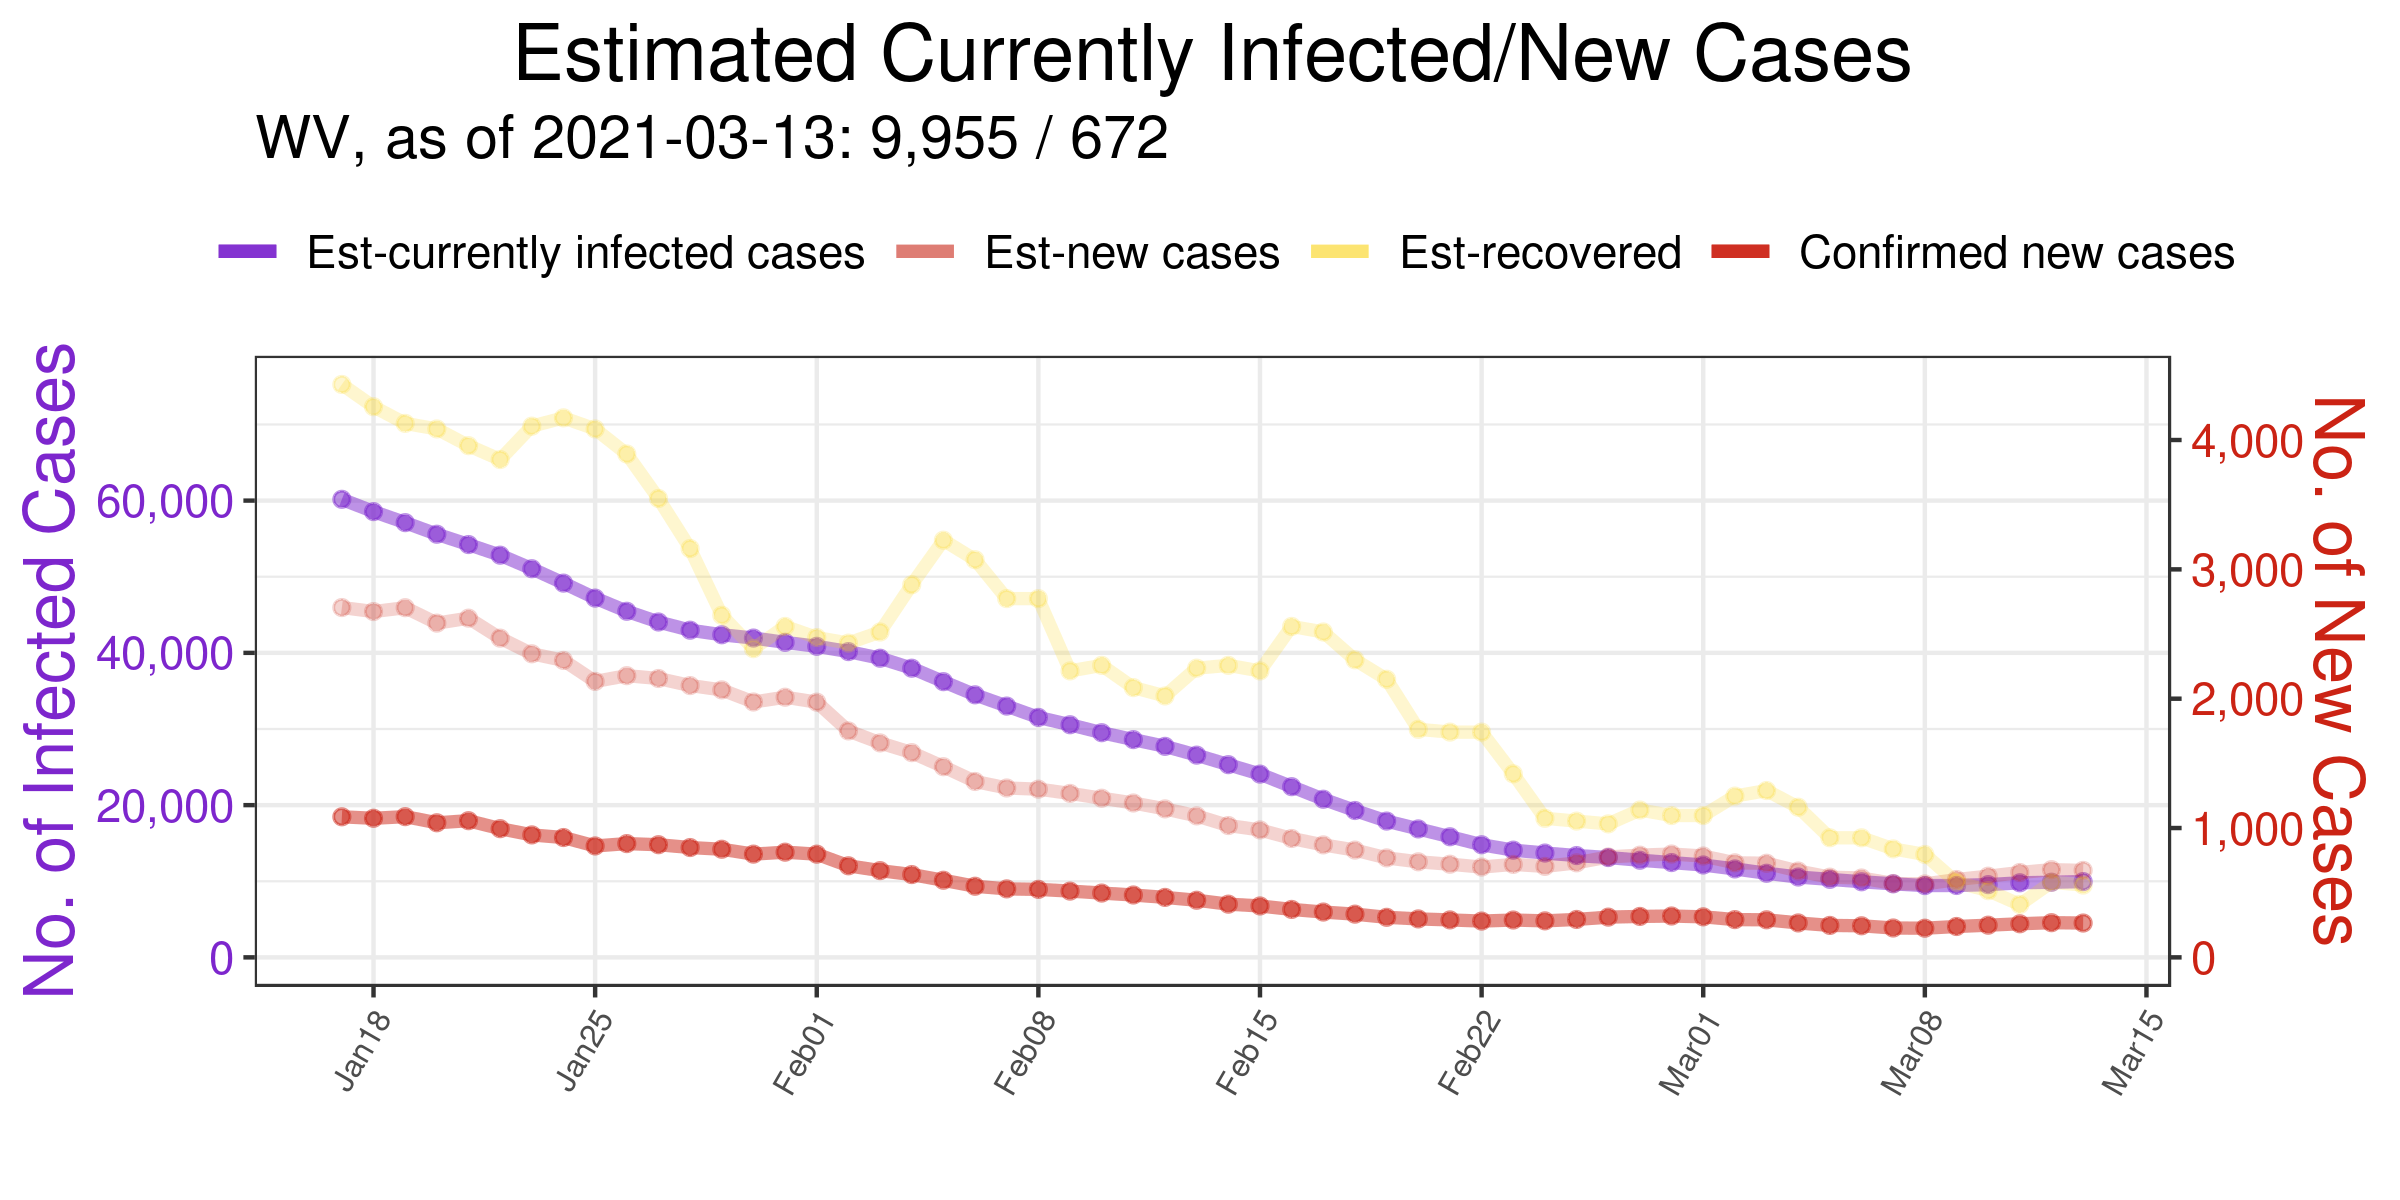 Estimated Currently Infected/New Cases
WV, as of 2021-03-13: 9,955 / 672
Est-currently infected cases Est-new cases Est-recovered Confirmed new cases
No. of Infected Cases
60,000
40,000
20,000
0
4,000
3,000
2,000
1,000
0
No. of New Cases
Jan18 Jan25 Feb01 Feb08 Feb15 Feb22 Mar01 Mar08 Mar15